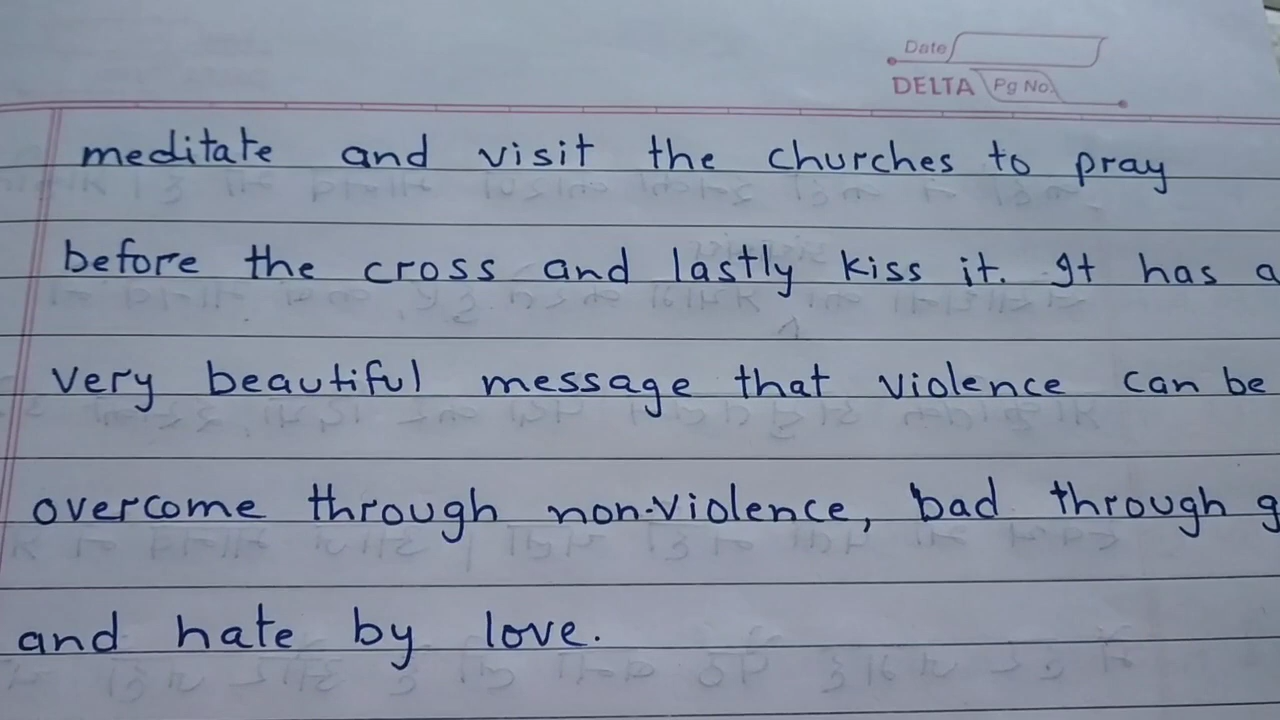 Date
DELTA Pg No.
meditate and visit the churches to pray
before the cross and lastly kiss it. It has a
very beautiful message that violence can be
overcome through non-violence, bad through g
and hate by love.